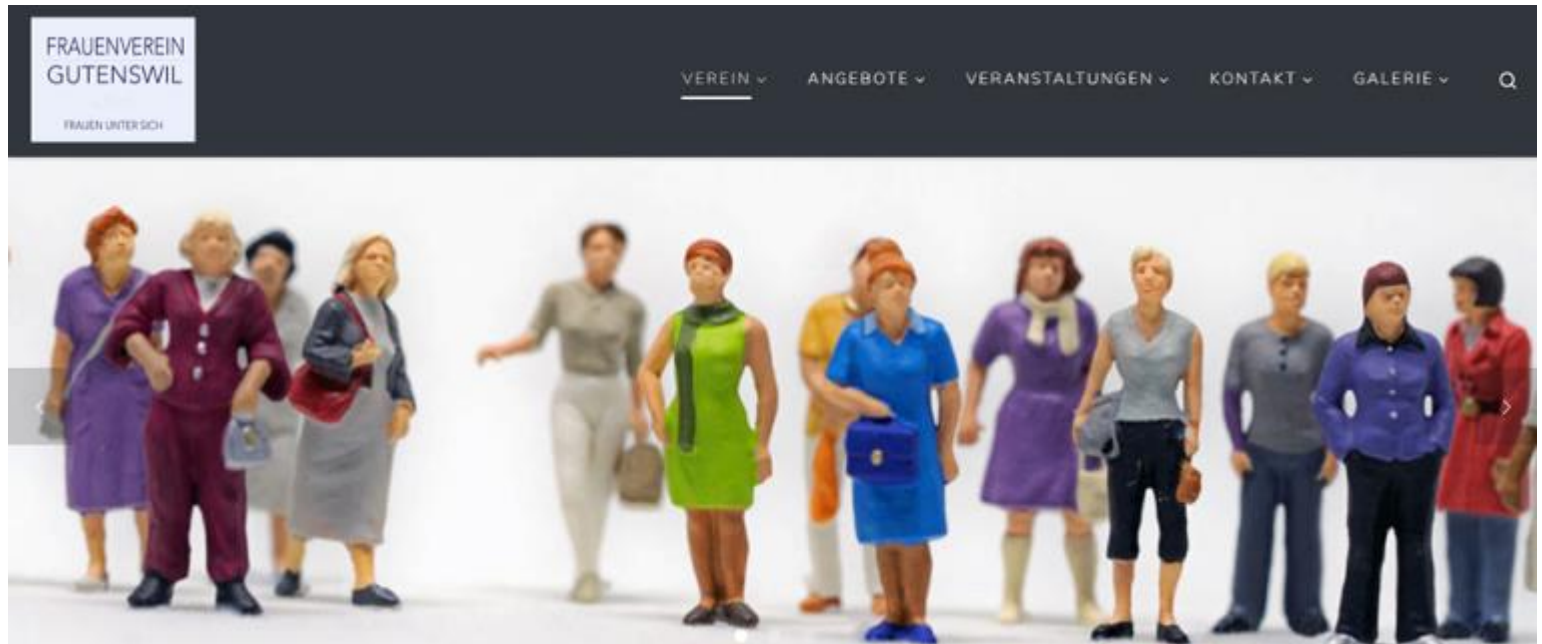 FRAUENVEREIN
GUTENSWIL
FRAUEN UNTER SICH
VEREIN ANGEBOTE VERANSTALTUNGEN KONTAKT GALERIE